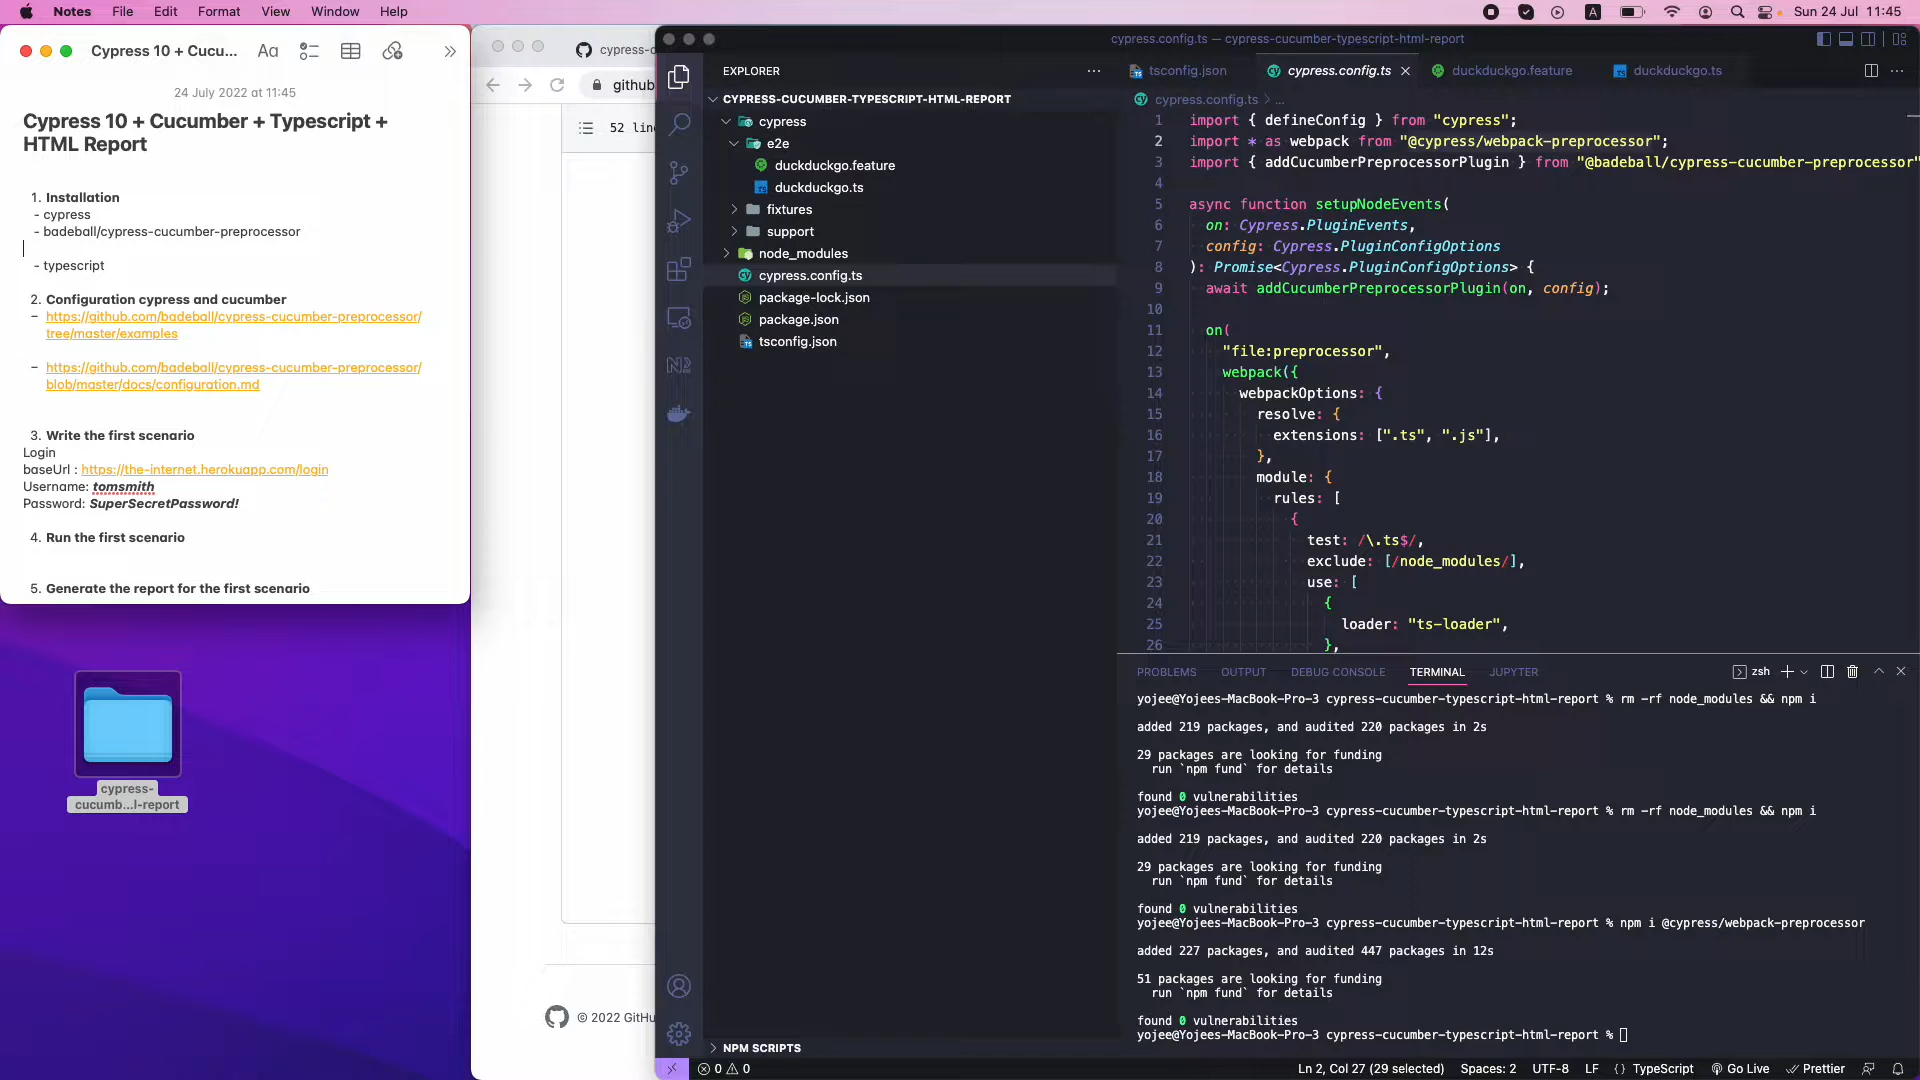 Notes File Edit Format View Window Help
A Sun 24 Jul 11:45
Cypress 10 + Cucu...
Aa
24 July 2022 at 11:45
Cypress 10 + Cucumber + Typescript +
HTML Report
1. Installation
- cypress
- badeball/cypress-cucumber-preprocessor
- typescript
2. Configuration cypress and cucumber
- https://github.com/badeball/cypress-cucumber-preprocessor/
tree/master/examples
- https://github.com/badeball/cypress-cucumber-preprocessor/
blob/master/docs/configuration.md
3. Write the first scenario
Login
baseUrl : https://the-internet.herokuapp.com/login
Username: tomsmith
Password: SuperSecretPassword!
4. Run the first scenario
5. Generate the report for the first scenario
cypress-
cucumb...l-report
cypress-c
github
52 line
© 2022 GitHu
cypress.config.ts — cypress-cucumber-typescript-html-report
EXPLORER
CYPRESS-CUCUMBER-TYPESCRIPT-HTML-REPORT
cypress
e2e
duckduckgo.feature
duckduckgo.ts
fixtures
support
node_modules
cypress.config.ts
package-lock.json
package.json
tsconfig.json
NPM SCRIPTS
tsconfig.json cypress.config.ts duckduckgo.feature duckduckgo.ts
cypress.config.ts > ...
1 import { defineConfig } from "cypress";
2 import * as webpack from "@cypress/webpack-preprocessor";
3 import { addCucumberPreprocessorPlugin } from "@badeball/cypress-cucumber-preprocessor"
4
5 async function setupNodeEvents(
6 on: Cypress.PluginEvents,
7 config: Cypress.PluginConfigOptions
8 ): Promise<Cypress.PluginConfigOptions> {
9 await addCucumberPreprocessorPlugin(on, config);
10
11 on(
12 "file:preprocessor",
13 webpack({
14 webpackOptions: {
15 resolve: {
16 extensions: [".ts", ".js"],
17 },
18 module: {
19 rules: [
20 {
21 test: /\.ts$/,
22 exclude: [/node_modules/],
23 use: [
24 {
25 loader: "ts-loader",
26 },
PROBLEMS OUTPUT DEBUG CONSOLE TERMINAL JUPYTER
zsh
yojee@Yojees-MacBook-Pro-3 cypress-cucumber-typescript-html-report % rm -rf node_modules && npm i
added 219 packages, and audited 220 packages in 2s
29 packages are looking for funding
run `npm fund` for details
found 0 vulnerabilities
yojee@Yojees-MacBook-Pro-3 cypress-cucumber-typescript-html-report % rm -rf node_modules && npm i
added 219 packages, and audited 220 packages in 2s
29 packages are looking for funding
run `npm fund` for details
found 0 vulnerabilities
yojee@Yojees-MacBook-Pro-3 cypress-cucumber-typescript-html-report % npm i @cypress/webpack-preprocessor
added 227 packages, and audited 447 packages in 12s
51 packages are looking for funding
run `npm fund` for details
found 0 vulnerabilities
yojee@Yojees-MacBook-Pro-3 cypress-cucumber-typescript-html-report %
0 0
Ln 2, Col 27 (29 selected) Spaces: 2 UTF-8 LF { } TypeScript Go Live Prettier